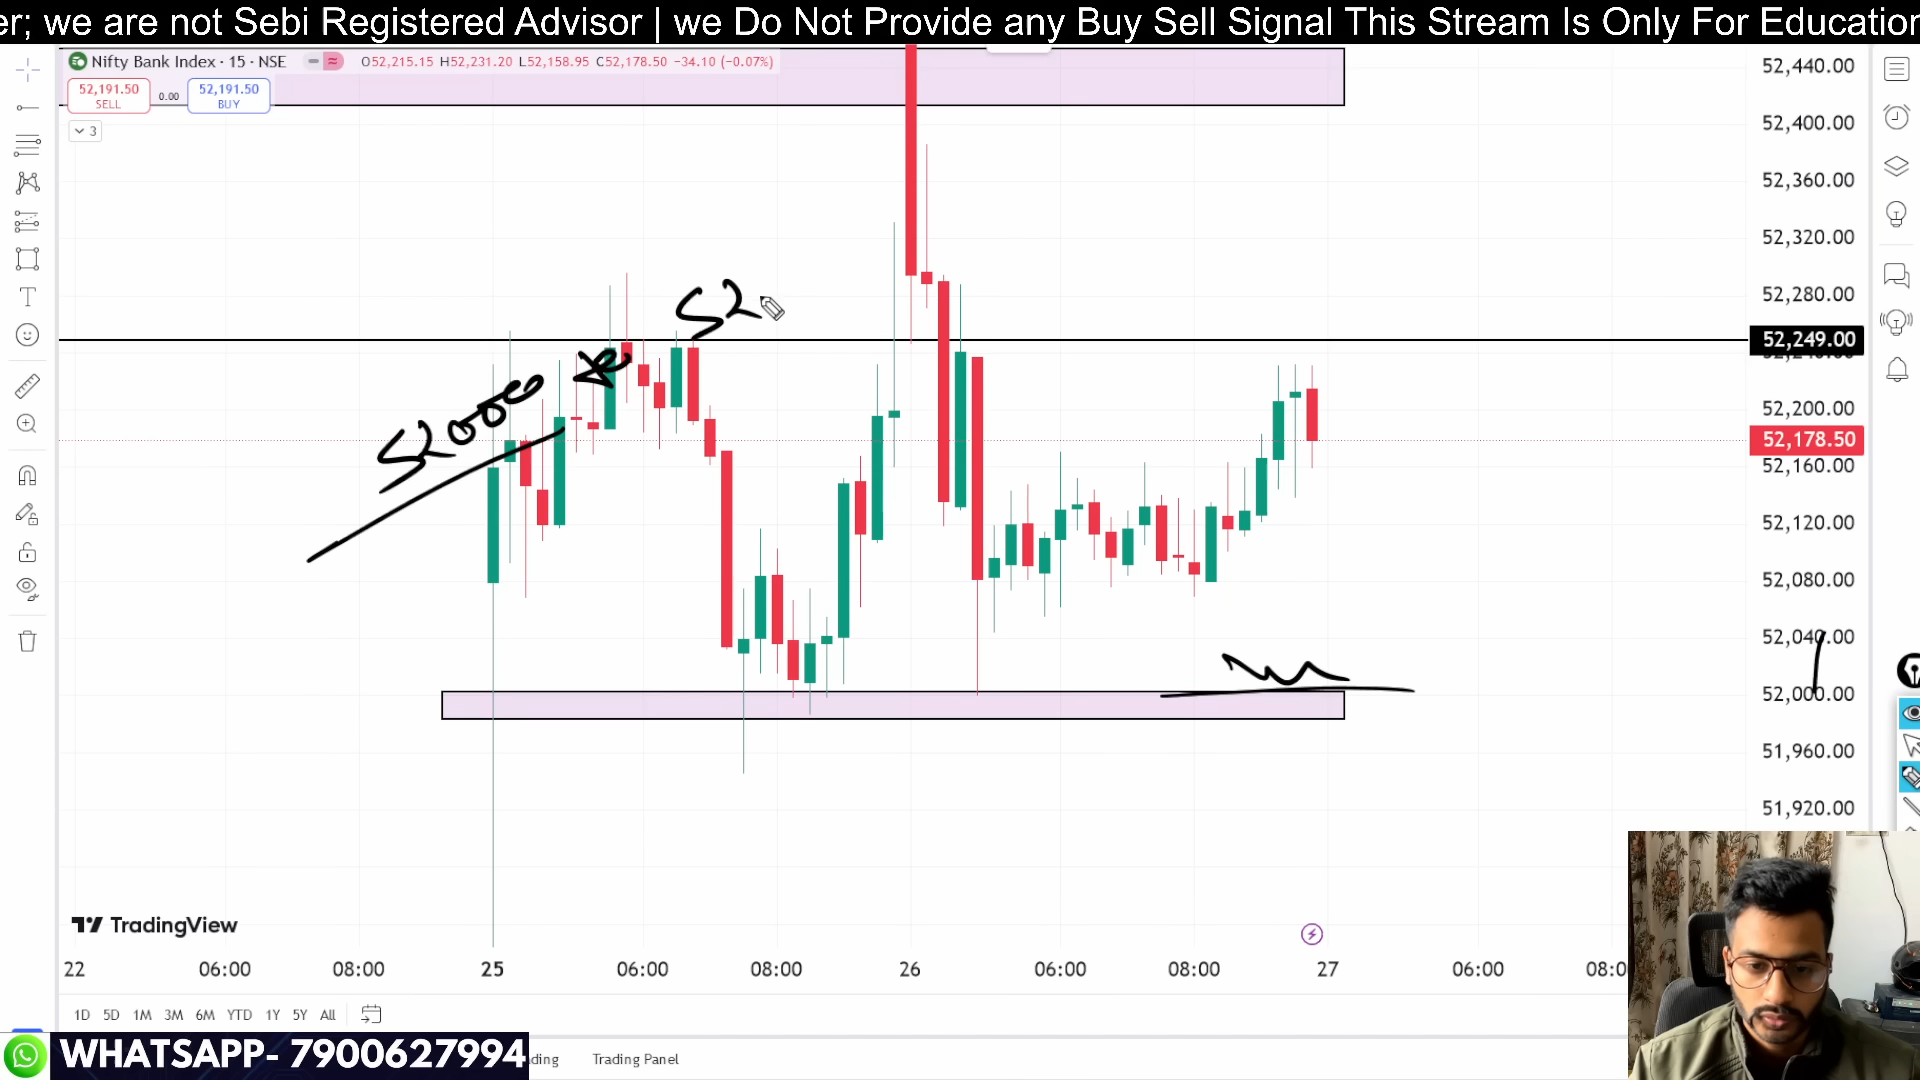 er; we are not Sebi Registered Advisor | we Do Not Provide any Buy Sell Signal This Stream Is Only For Education
Nifty Bank Index · 15 · NSE O52,215.15 H52,231.20 L52,158.95 C52,178.50 −34.10 (−0.07%)
52,191.50 SELL
0.00
52,191.50 BUY
3
52,440.00
52,400.00
52,360.00
52,320.00
52,280.00
52,249.00
52,200.00
52,178.50
52,160.00
52,120.00
52,080.00
52,040.00
52,000.00
51,960.00
51,920.00
52
TradingView
22 06:00 08:00 25 06:00 08:00 26 06:00 08:00 27 06:00 08:0
1D 5D 1M 3M 6M YTD 1Y 5Y All
WHATSAPP- 7900627994
ding
Trading Panel